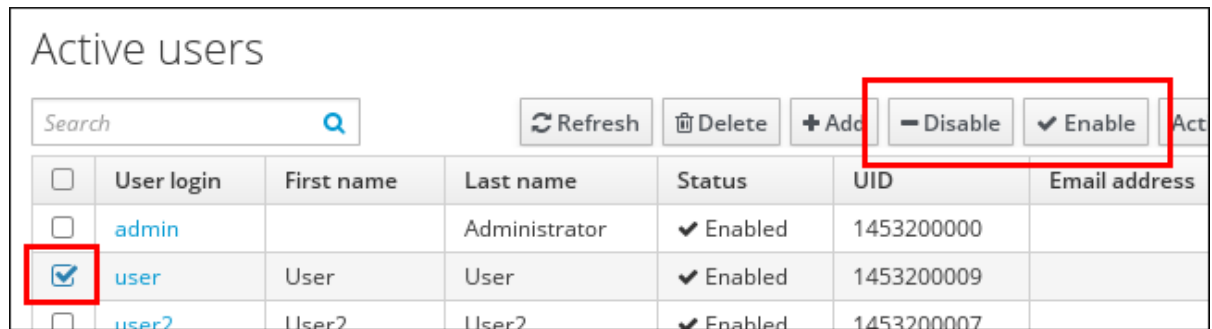 Active users
Search Refresh Delete Add Disable Enable Act
User login First name Last name Status UID Email address
admin Administrator Enabled 1453200000
user User User Enabled 1453200009
user2 User2 User2 Enabled 1453200007